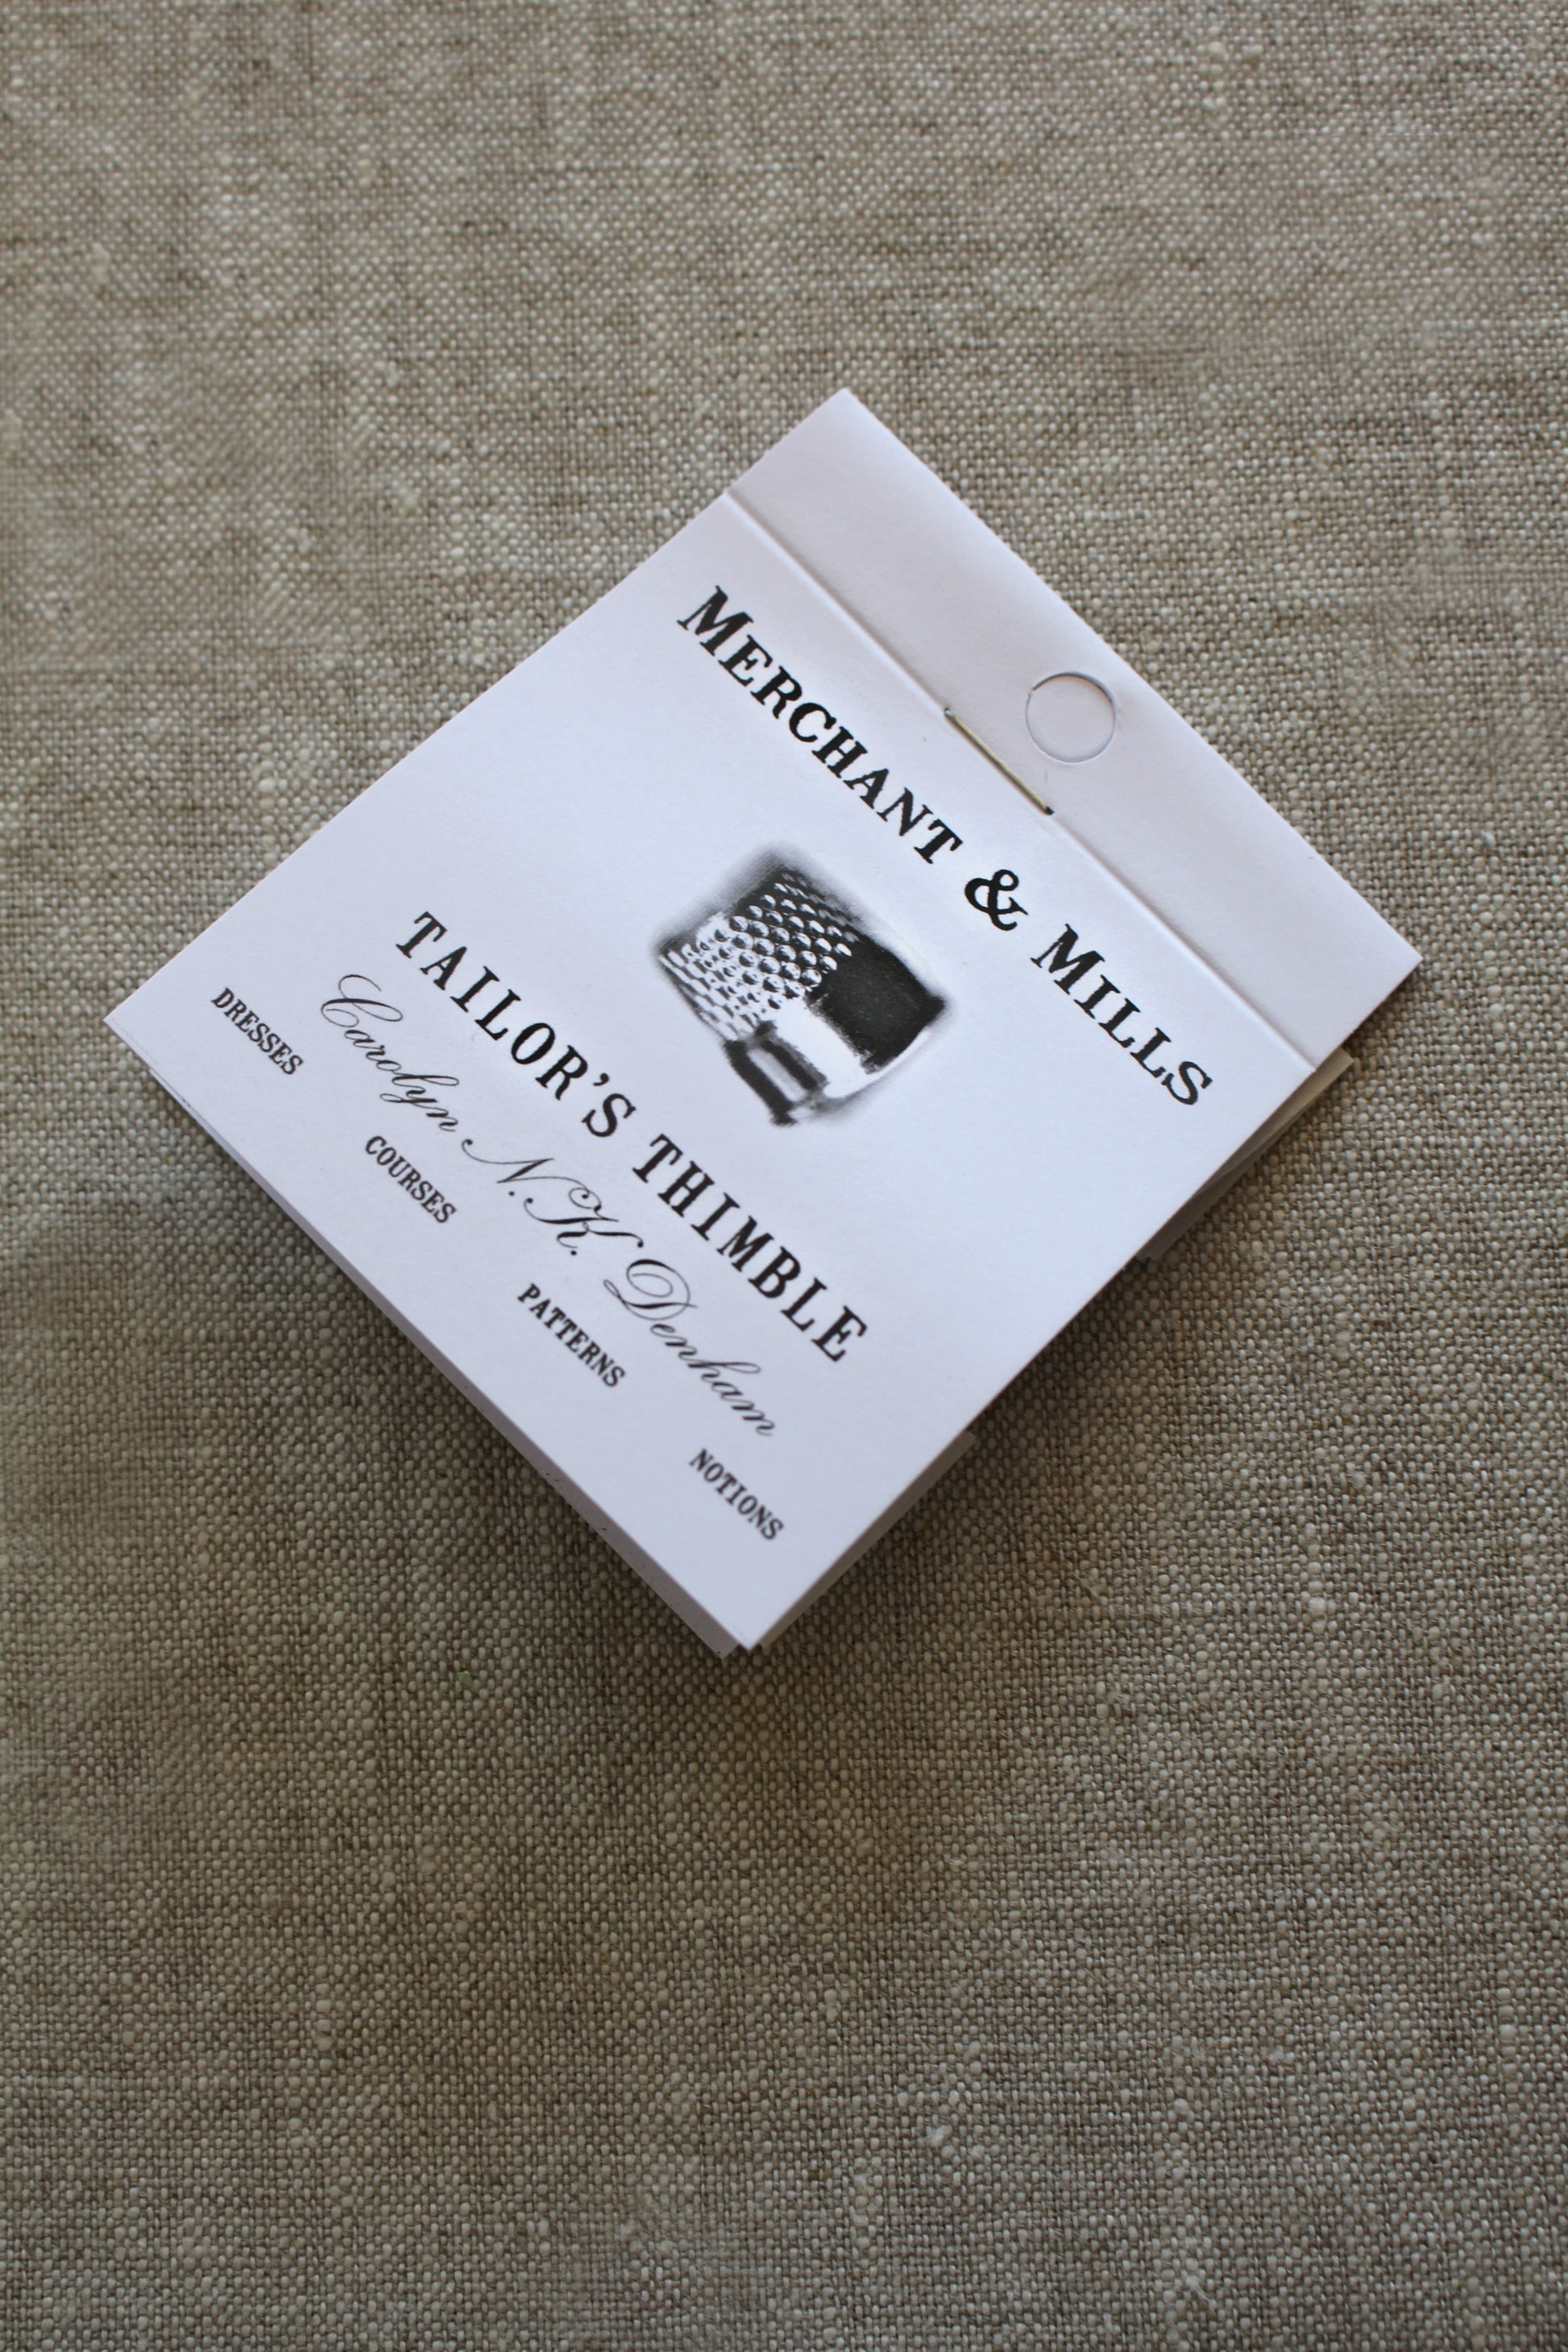 MERCHANT & MILLS
TAILOR'S THIMBLE
Carolyn N.K. Denham
DRESSES COURSES PATTERNS NOTIONS